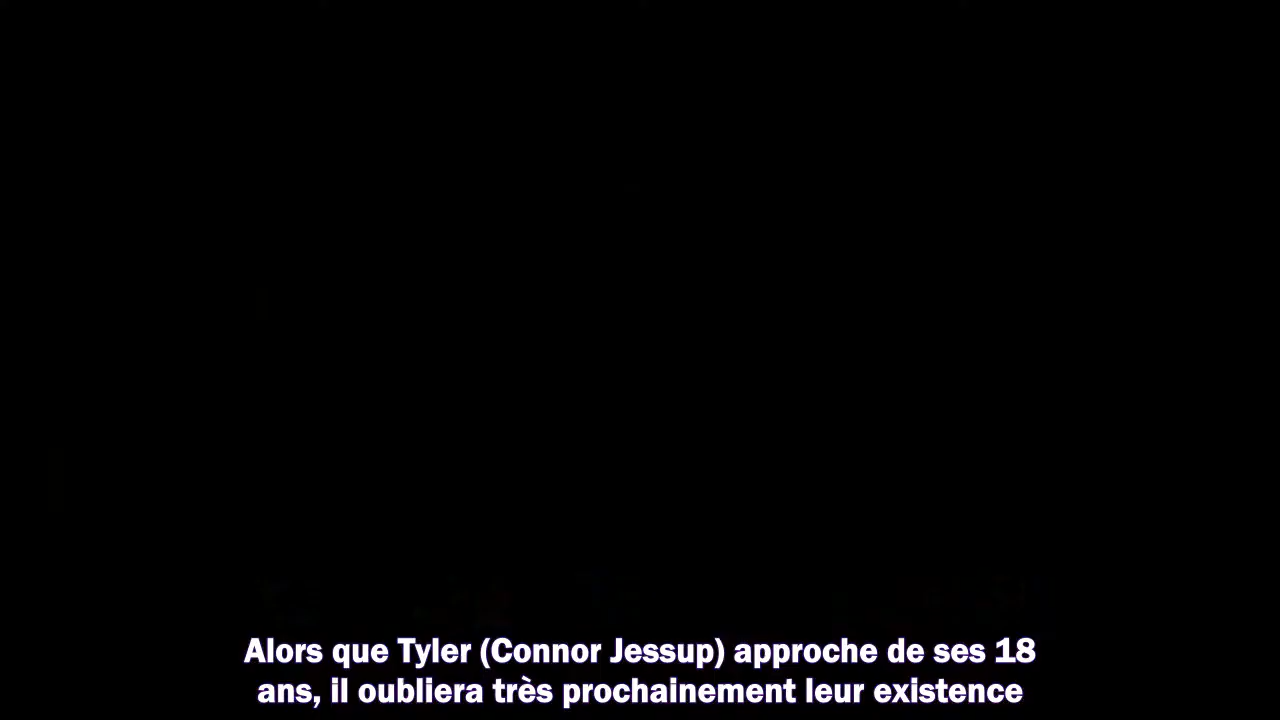 Alors que Tyler (Connor Jessup) approche de ses 18
ans, il oubliera très prochainement leur existence